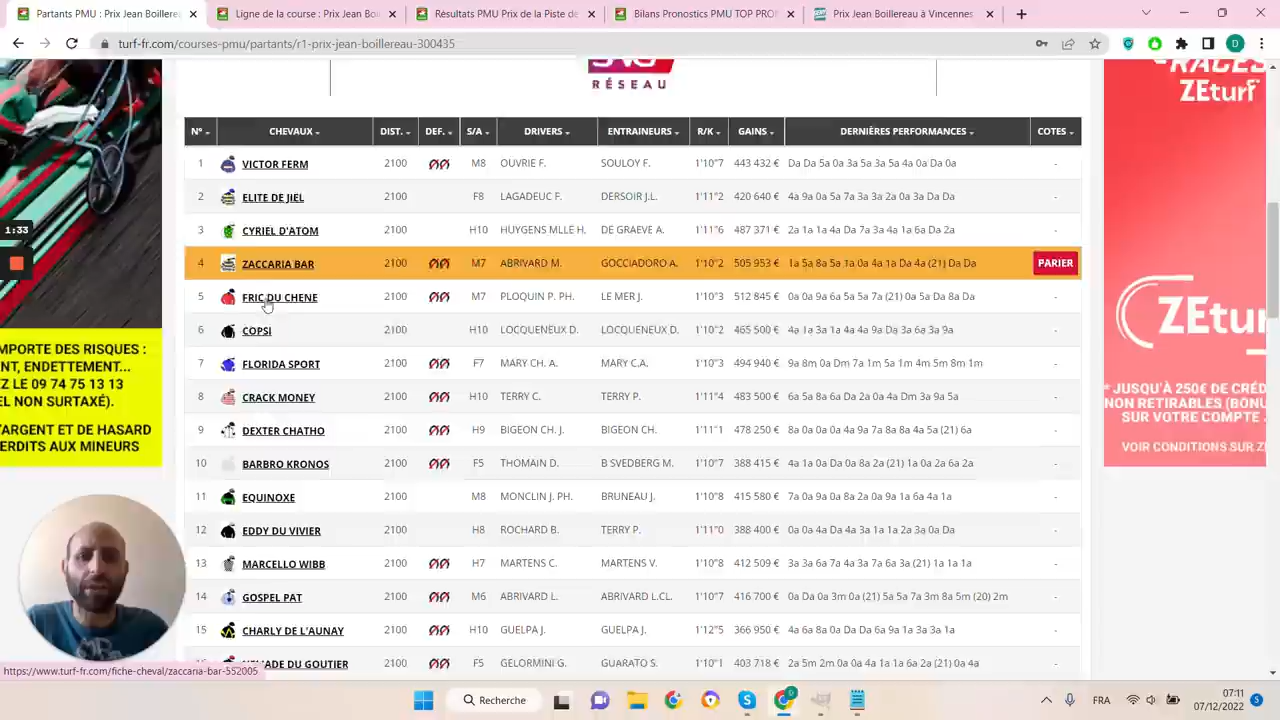 Partants PMU : Prix Jean Boill
Ligne de la course : Prix Jean Bo
Résultats PMU Prix de la Piste de
Bilan Pronostics PMU TOP PRO
Prix Jean Boillereau à Vincennes
turf-fr.com/courses-pmu/partants/r1-prix-jean-boillereau-300435
RÉSEAU
N° CHEVAUX DIST. DEF. S/A DRIVERS ENTRAINEURS R/K GAINS DERNIÈRES PERFORMANCES COTES
1 VICTOR FERM 2100 M8 OUVRIE F. SOULOY F. 1'10"7 443 432 € Da Da 5a 0a 3a 5a 3a 5a 4a 0a Da 0a -
2 ELITE DE JIEL 2100 F8 LAGADEUC F. DERSOIR J.L. 1'11"2 420 640 € 4a 9a 0a 5a 7a 3a 3a 2a 0a 3a Da Da -
3 CYRIEL D'ATOM 2100 H10 HUYGENS MLLE H. DE GRAEVE A. 1'11"6 487 371 € 2a 1a 1a 4a Da 7a 3a 4a 1a 6a Da 2a -
4 ZACCARIA BAR 2100 M7 ABRIVARD M. GOCCIADORO A. 1'10"2 505 953 € 1a 5a 8a 5a 1a 0a 4a 1a Da 4a (21) Da Da PARIER
5 FRIC DU CHENE 2100 M7 PLOQUIN P. PH. LE MER J. 1'10"3 512 845 € 0a 0a 9a 6a 5a 5a 7a (21) 0a 5a Da 8a Da -
6 COPSI 2100 H10 LOCQUENEUX D. LOCQUENEUX D. 1'10"2 465 500 € 4a 1a 3a 1a 4a 4a 9a Da 3a 6a 3a 9a -
7 FLORIDA SPORT 2100 F7 MARY CH. A. MARY C.A. 1'10"3 494 940 € 9a 8m 0a Dm 7a 1m 5a 1m 4m 5m 8m 1m -
8 CRACK MONEY 2100 H10 TERRY C. TERRY P. 1'11"4 483 500 € 6a 5a 8a 6a Da 2a 0a 4a Dm 3a 9a 5a -
9 DEXTER CHATHO 2100 H9 BIGEON CH. J. BIGEON CH. 1'11"1 478 250 € 8a 0a 0a 4a 9a 7a 8a 8a 4a 5a (21) 6a -
10 BARBRO KRONOS 2100 F5 THOMAIN D. B SVEDBERG M. 1'10"7 388 415 € 4a 1a 0a Da 0a 8a 2a (21) 1a 0a 2a 6a 2a -
11 EQUINOXE 2100 M8 MONCLIN J. PH. BRUNEAU J. 1'10"8 415 580 € 7a 0a 9a 0a 8a 2a 0a 9a 1a 6a 4a 1a -
12 EDDY DU VIVIER 2100 H8 ROCHARD B. TERRY P. 1'11"0 388 400 € 0a 0a 4a Da 4a 3a 1a 1a 2a 3a 0a Da -
13 MARCELLO WIBB 2100 H7 MARTENS C. MARTENS V. 1'10"8 412 509 € 3a 3a 6a 7a 4a 3a 7a 6a 3a (21) 1a 1a 1a -
14 GOSPEL PAT 2100 M6 ABRIVARD L. ABRIVARD L.CL. 1'10"7 416 700 € 0a Da 0a 3m 0a (21) 5a 5a 7a 3m 8a 5m (20) 2m -
15 CHARLY DE L'AUNAY 2100 H10 GUELPA J. GUELPA J. 1'12"5 366 950 € 4a 6a 8a 0a Da Da 6a 9a 1a 3a 3a 1a -
DE DU GOUTIER 2100 F5 GELORMINI G. GUARATO S. 1'10"1 403 718 € 2a 5m 2m 0a 0a 4a 1a 1a 2a (21) 0a 4a -
1:33
MPORTE DES RISQUES :
NT, ENDETTEMENT...
EZ LE 09 74 75 13 13
EL NON SURTAXÉ).
'ARGENT ET DE HASARD
ERDITS AUX MINEURS
RACES
ZEturf
ZEtur
* JUSQU'À 250€ DE CRÉD
NON RETIRABLES (BONU
SUR VOTRE COMPTE
VOIR CONDITIONS SUR ZE
https://www.turf-fr.com/fiche-cheval/zaccaria-bar-552005
Recherche
FRA
07:11
07/12/2022